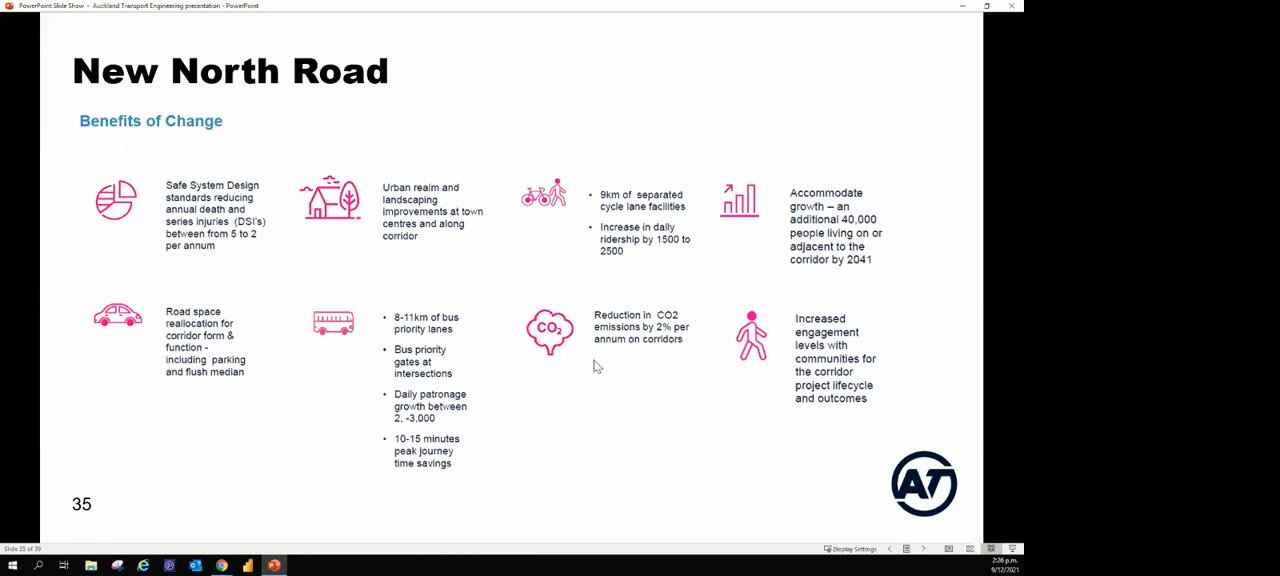 PowerPoint Slide Show - Auckland Transport Engineering presentation - PowerPoint
New North Road
Benefits of Change
Safe System Design
standards reducing
annual death and
series injuries (DSI's)
between from 5 to 2
per annum
Urban realm and
landscaping
improvements at town
centres and along
corridor
• 9km of separated
cycle lane facilities
• Increase in daily
ridership by 1500 to
2500
Accommodate
growth – an
additional 40,000
people living on or
adjacent to the
corridor by 2041
Road space
reallocation for
corridor form &
function -
including parking
and flush median
• 8-11km of bus
priority lanes
• Bus priority
gates at
intersections
• Daily patronage
growth between
2, -3,000
• 10-15 minutes
peak journey
time savings
CO₂
Reduction in CO2
emissions by 2% per
annum on corridors
Increased
engagement
levels with
communities for
the corridor
project lifecycle
and outcomes
AT
35
Slide 35 of 39
Display Settings
2:26 p.m.
9/12/2021